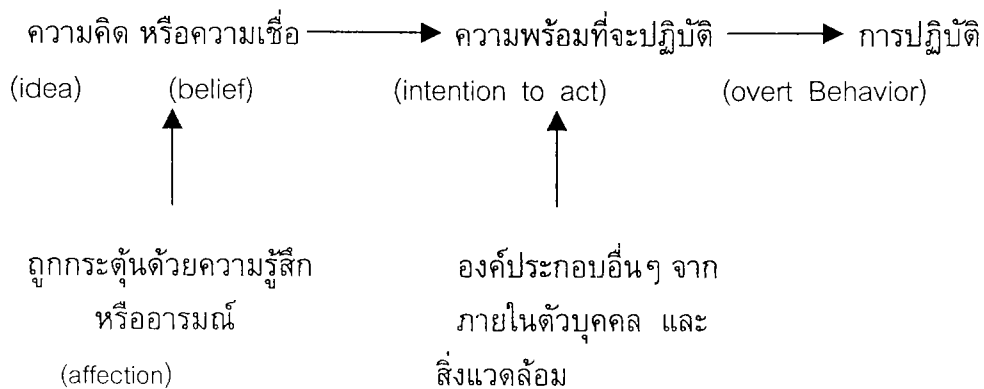 ความคิด หรือความเชื่อ ความพร้อมที่จะปฏิบัติ การปฏิบัติ
(idea) (belief) (intention to act) (overt Behavior)
ถูกกระตุ้นด้วยความรู้สึก องค์ประกอบอื่นๆ จาก
หรืออารมณ์ ภายในตัวบุคคล และ
(affection) สิ่งแวดล้อม